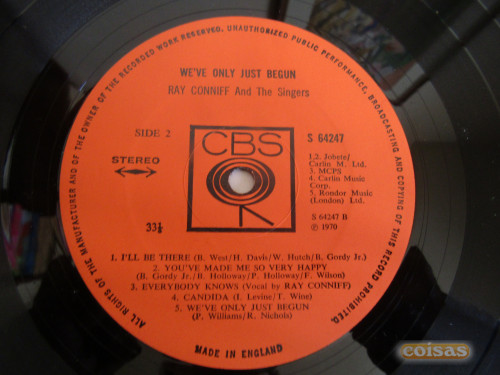 ALL RIGHTS OF THE MANUFACTURER AND OF THE OWNER OF THE RECORDED WORK RESERVED. UNAUTHORIZED PUBLIC PERFORMANCE, BROADCASTING AND COPYING OF THIS RECORD PROHIBITED.
WE'VE ONLY JUST BEGUN
RAY CONNIFF And The Singers
SIDE 2
CBS
S 64247
STEREO
1,2. Jobete/
Carlin M. Ltd.
3. MCPS
4. Carlin Music
Corp.
5. Rondor Music
(London) Ltd.
33⅓
S 64247 B
℗ 1970
1. I'LL BE THERE (B. West/H. Davis/W. Hutch/B. Gordy Jr.)
2. YOU'VE MADE ME SO VERY HAPPY
(B. Gordy Jr./B. Holloway/P. Holloway/F. Wilson)
3. EVERYBODY KNOWS (Vocal by RAY CONNIFF)
4. CANDIDA (I. Levine/T. Wine)
5. WE'VE ONLY JUST BEGUN
(P. Williams/R. Nichols)
MADE IN ENGLAND
coisas